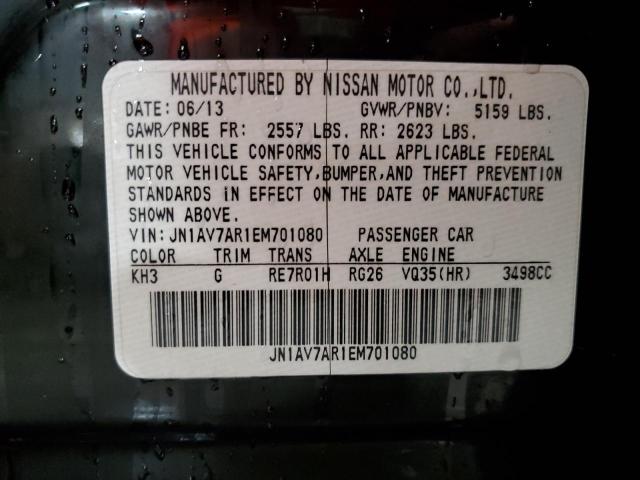 MANUFACTURED BY NISSAN MOTOR CO.,LTD.
DATE: 06/13 GVWR/PNBV: 5159 LBS.
GAWR/PNBE FR: 2557 LBS. RR: 2623 LBS.
THIS VEHICLE CONFORMS TO ALL APPLICABLE FEDERAL
MOTOR VEHICLE SAFETY,BUMPER,AND THEFT PREVENTION
STANDARDS IN EFFECT ON THE DATE OF MANUFACTURE
SHOWN ABOVE.
VIN: JN1AV7AR1EM701080 PASSENGER CAR
COLOR TRIM TRANS AXLE ENGINE
KH3 G RE7R01H RG26 VQ35(HR) 3498CC
JN1AV7AR1EM701080